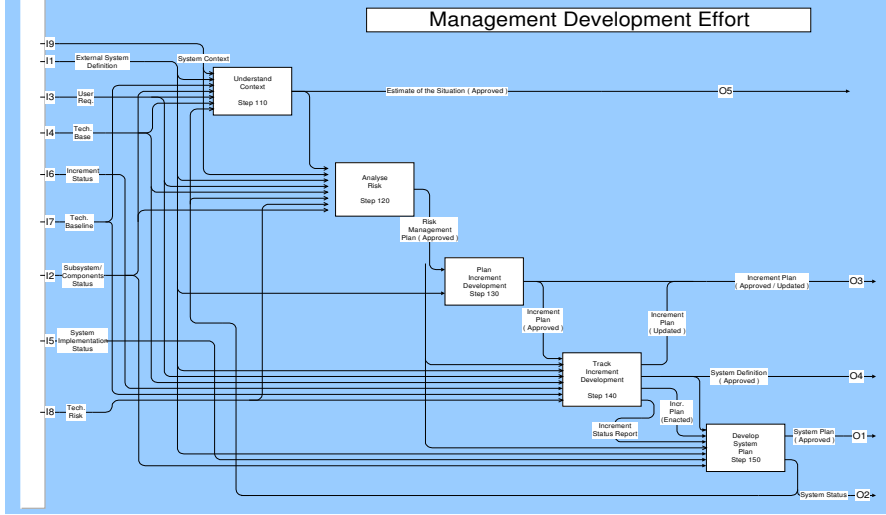 Management Development Effort
I9
System Context
I1
External System
Definition
Understand
Context
Step 110
Estimate of the Situation ( Approved )
O5
I3
User
Req.
I4
Tech.
Base
I6
Increment
Status
Analyse
Risk
Step 120
I7
Tech.
Baseline
Risk
Management
Plan ( Approved )
I2
Subsystem/
Components
Status
Plan
Increment
Development
Step 130
Increment Plan
( Approved / Updated )
O3
Increment
Plan
( Approved )
Increment
Plan
( Updated )
I5
System
Implementation
Status
Track
Increment
Development
Step 140
System Definition
( Approved )
O4
I8
Tech.
Risk
Incr.
Plan
(Enacted)
Increment
Status Report
Develop
System
Plan
Step 150
System Plan
( Approved )
O1
System Status
O2